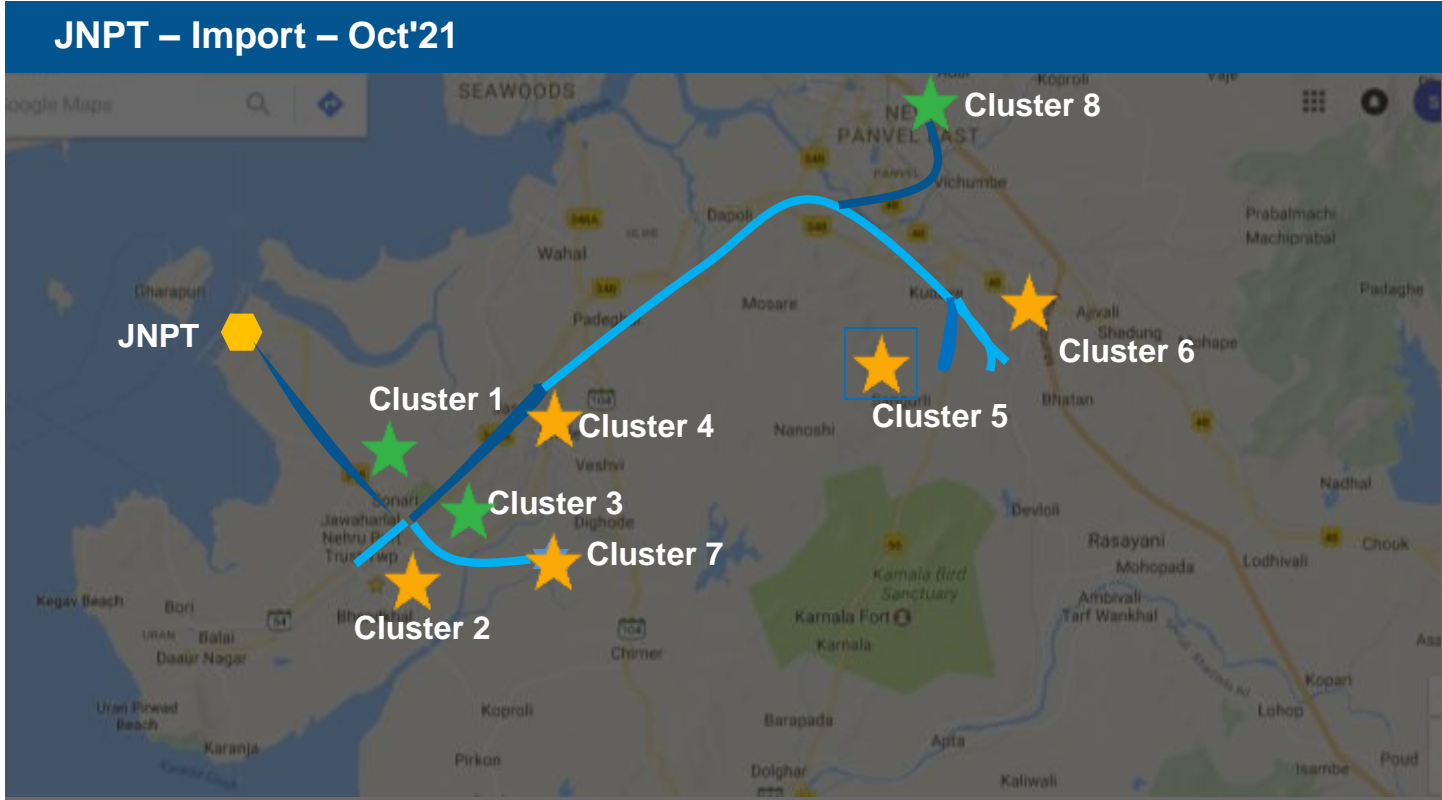 JNPT – Import – Oct'21
Google Maps
SEAWOODS
Koproli
Vaje
Cluster 8
PANVEL EAST
PANVEL
Vichumbe
Dapoli
Prabalmachi
Machiprabal
Wahal
Gharapuri
Mosare
Padeghar
Padaghe
JNPT
Ajivali
Shedung
Mohape
Cluster 6
Cluster 1
Cluster 5
Bhatan
Cluster 4
Nanoshi
Veshvi
Nadhal
Sonari
Cluster 3
Dighode
Devloli
Jawaharlal
Nehru Port
Trust Twp
Cluster 7
Rasayani
Mohopada
Lodhivali
Chouk
Karnala Bird
Sanctuary
Kegav Beach
Bori
Ambivali
Tarf Wankhal
Karnala Fort
Cluster 2
URAN
Balai
Daaur Nagar
Karnala
Chirner
Kopari
Uran Pirwad
Beach
Koproli
Lohop
Barapada
Karanja
Apta
Pirkon
Poud
Dolghar
Isambe
Kaliwali